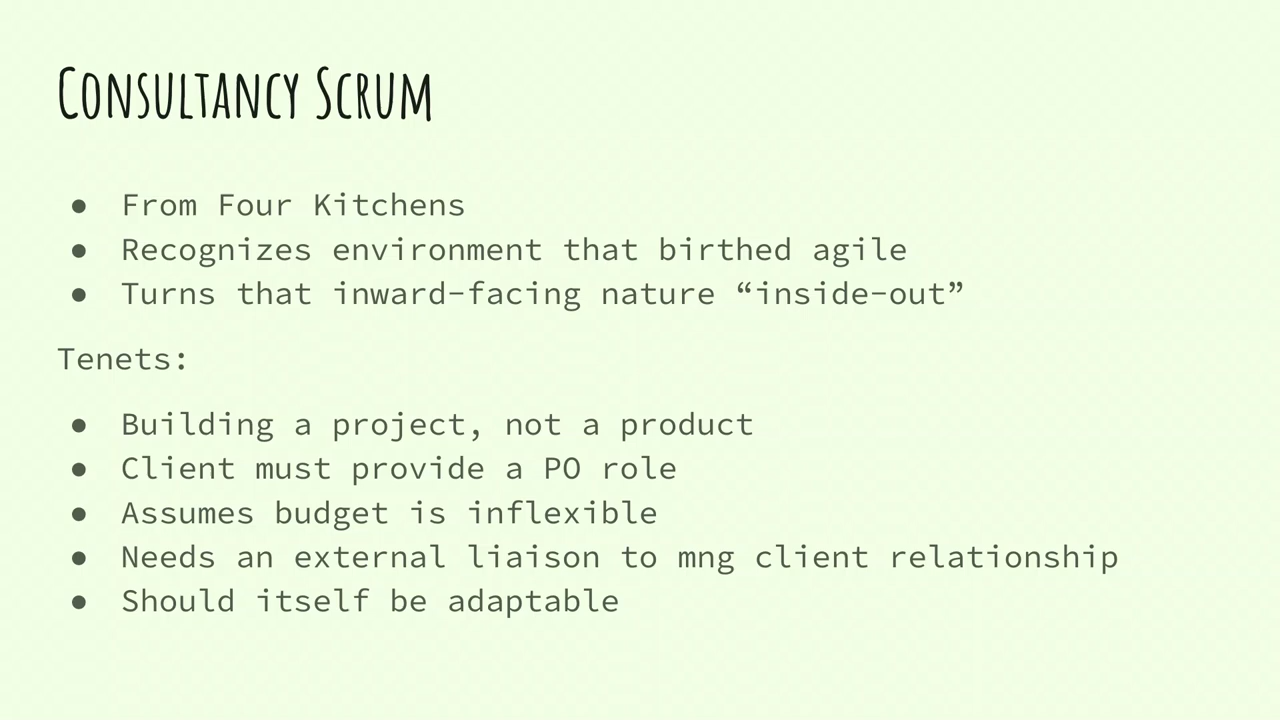 Consultancy Scrum
● From Four Kitchens
● Recognizes environment that birthed agile
● Turns that inward-facing nature “inside-out”
Tenets:
● Building a project, not a product
● Client must provide a PO role
● Assumes budget is inflexible
● Needs an external liaison to mng client relationship
● Should itself be adaptable